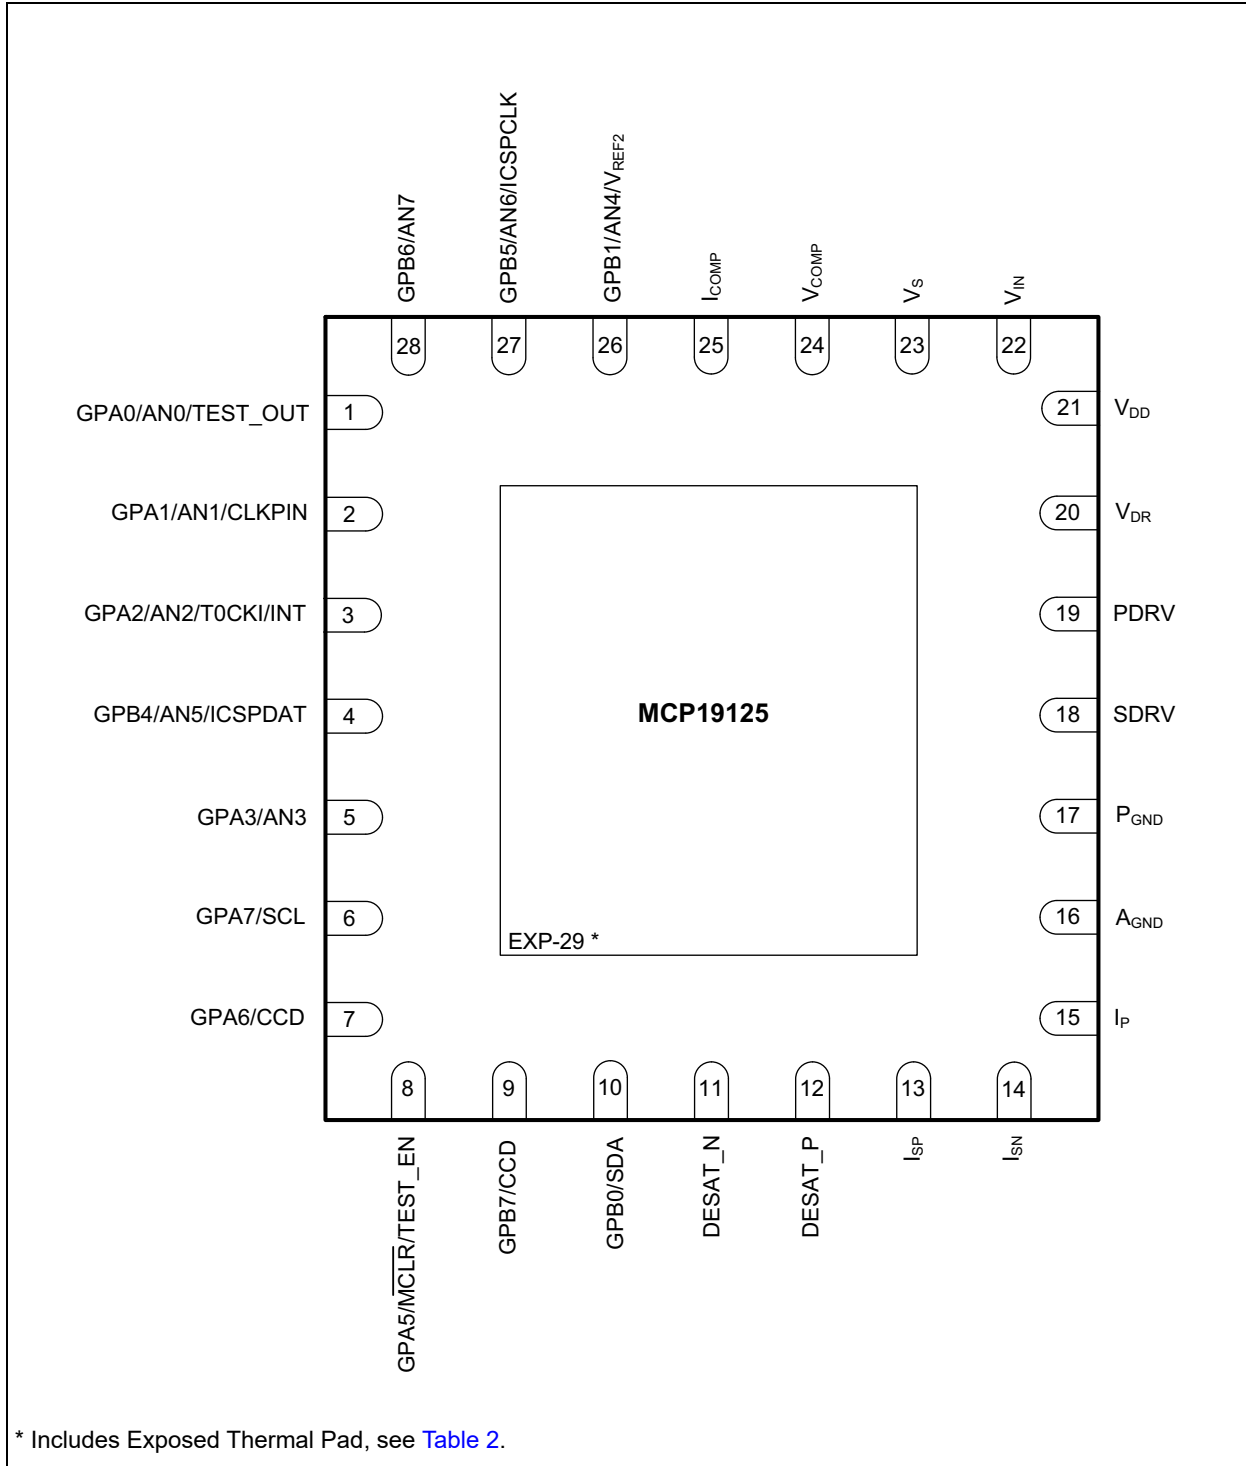 GPB6/AN7
GPB5/AN6/ICSPCLK
GPB1/AN4/VREF2
ICOMP
VCOMP
VS
VIN
28
27
26
25
24
23
22
GPA0/AN0/TEST_OUT
1
21
VDD
GPA1/AN1/CLKPIN
2
20
VDR
GPA2/AN2/T0CKI/INT
3
19
PDRV
GPB4/AN5/ICSPDAT
4
MCP19125
18
SDRV
GPA3/AN3
5
17
PGND
GPA7/SCL
6
EXP-29 *
16
AGND
GPA6/CCD
7
15
IP
8
9
10
11
12
13
14
GPA5/MCLR/TEST_EN
GPB7/CCD
GPB0/SDA
DESAT_N
DESAT_P
ISP
ISN
* Includes Exposed Thermal Pad, see Table 2.